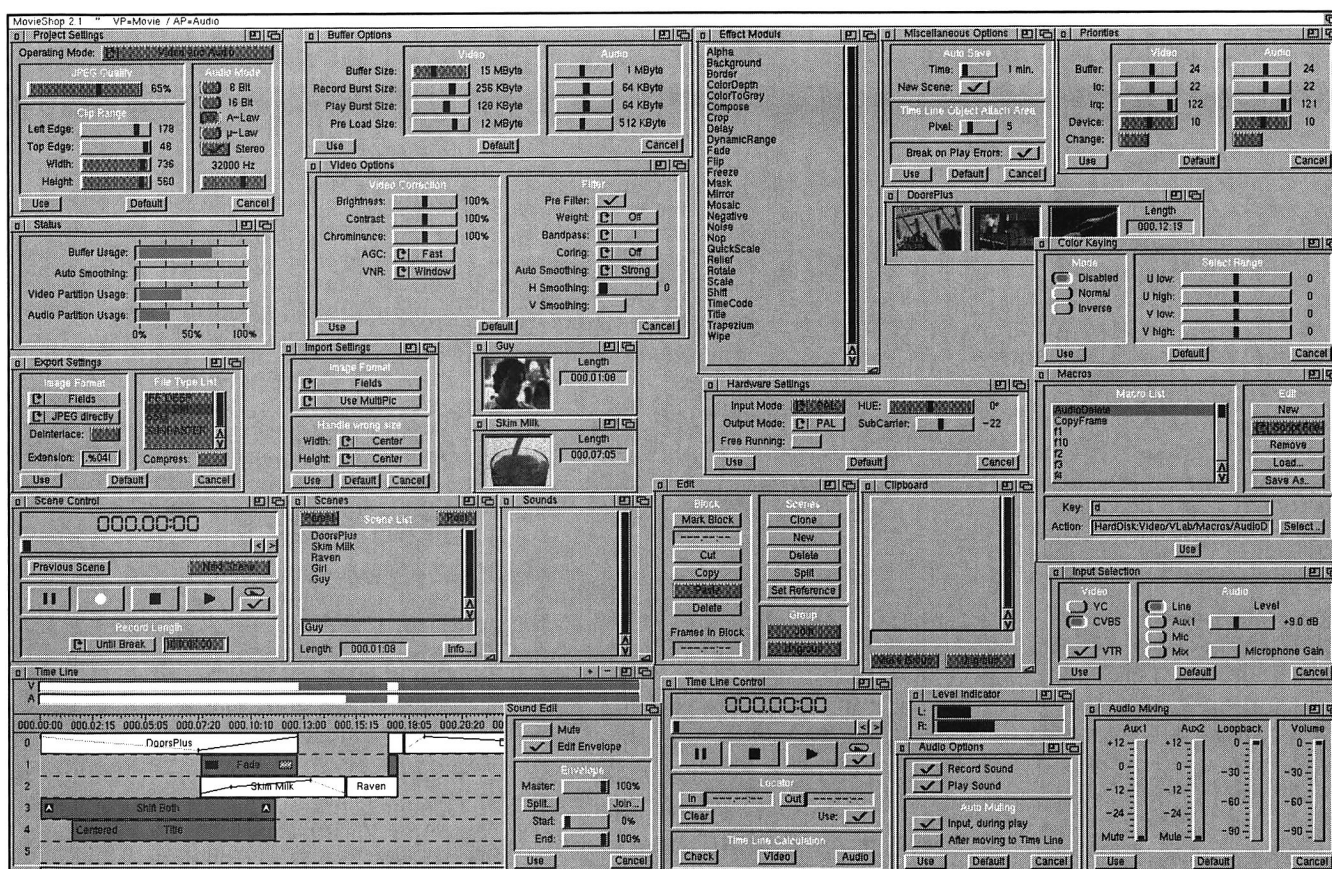 MovieShop 2.1 " VP=Movie / AP=Audio
Project Settings
Operating Mode: Video and Audio
JPEG Quality
65%
Audio Mode
8 Bit
16 Bit
A-Law
µ-Law
Stereo
32000 Hz
Clip Range
Left Edge: 178
Top Edge: 48
Width: 736
Height: 560
Use Default Cancel
Buffer Options
Video Audio
Buffer Size: 15 MByte 1 MByte
Record Burst Size: 256 KByte 64 KByte
Play Burst Size: 128 KByte 64 KByte
Pre Load Size: 12 MByte 512 KByte
Use Default Cancel
Effect Module
Alpha
Background
Border
ColorDepth
ColorToGrey
Compose
Crop
Delay
DynamicRange
Fade
Flip
Freeze
Mask
Mirror
Mosaic
Negative
Noise
Nop
QuickScale
Relief
Rotate
Scale
Shift
TimeCode
Title
Trapezium
Wipe
Miscellaneous Options
Auto Save
Time: 1 min.
New Scene:
Time Line Object Attach Area
Pixel: 5
Break on Play Errors:
Use Default Cancel
Priorities
Video Audio
Buffer: 24 24
Io: 22 22
Irq: 122 121
Device: 10 10
Change:
Use Default Cancel
Video Options
Video Correction
Brightness: 100%
Contrast: 100%
Chrominance: 100%
AGC: Fast
VNR: Window
Filter
Pre Filter:
Weight: Off
Bandpass: 1
Coring: Off
Auto Smoothing: Strong
H Smoothing: 0
V Smoothing:
Use Default Cancel
Status
Buffer Usage:
Auto Smoothing:
Video Partition Usage:
Audio Partition Usage:
0% 50% 100%
DoorsPlus
Length
000.12:19
Color Keying
Mode
Disabled
Normal
Inverse
Select Range
U low: 0
U high: 0
V low: 0
V high: 0
Use Default Cancel
Export Settings
Image Format
Fields
JPEG directly
Deinterlace:
Extension: .%04l
File Type List
Compress:
Use Default Cancel
Import Settings
Image Format
Fields
Use MultiPic
Handle wrong size
Width: Center
Height: Center
Use Default Cancel
Guy
Length
000.01:08
Skim Milk
Length
000.07:05
Hardware Settings
Input Mode: PAL HUE: 0°
Output Mode: PAL SubCarrier: -22
Free Running:
Use Default Cancel
Macros
Macro List
AudioDelete
CopyFrame
f1
f10
f2
f3
f4
Edit
New
Remove
Load...
Save As...
Key: d
Action: HardDisk:Video/VLab/Macros/AudioD Select...
Use
Scene Control
000.00:00
Previous Scene Next Scene
Record Length
Until Break
Scenes
Scene List
DoorsPlus
Skim Milk
Raven
Girl
Guy
Guy
Length: 000.01:08 Info...
Sounds
Edit
Block
Mark Block
Cut
Copy
Paste
Delete
Frames in Block
Scenes
Clone
New
Delete
Split
Set Reference
Group
Join
Ungroup
Clipboard
Ungroup
Input Selection
Video
YC
CVBS
VTR
Audio
Line
Aux1
Mic
Mix
Level
+9.0 dB
Microphone Gain
Use Default Cancel
Time Line
V
A
000.00:00 000.02:15 000.05:05 000.07:20 000.10:10 000.13:00 000.15:15 000.18:05 000.20:20
0 DoorsPlus
1 Fade
2 Skim Milk Raven
3 Shift Both
4 Centered Title
5
Sound Edit
Mute
Edit Envelope
Envelope
Master: 100%
Split... Join...
Start: 0%
End: 100%
Use Cancel
Time Line Control
000.00:00
Locator
In Out
Clear Use:
Time Line Calculation
Check Video Audio
Level Indicator
L:
R:
Audio Options
Record Sound
Play Sound
Auto Muting
Input, during play
After moving to Time Line
Use Default Cancel
Audio Mixing
Aux1 Aux2 Loopback Volume
+12 +12 0 0
0 0 -30 -30
-12 -12 -60 -60
-24 -24 -90 -90
Mute Mute
Use Default Cancel